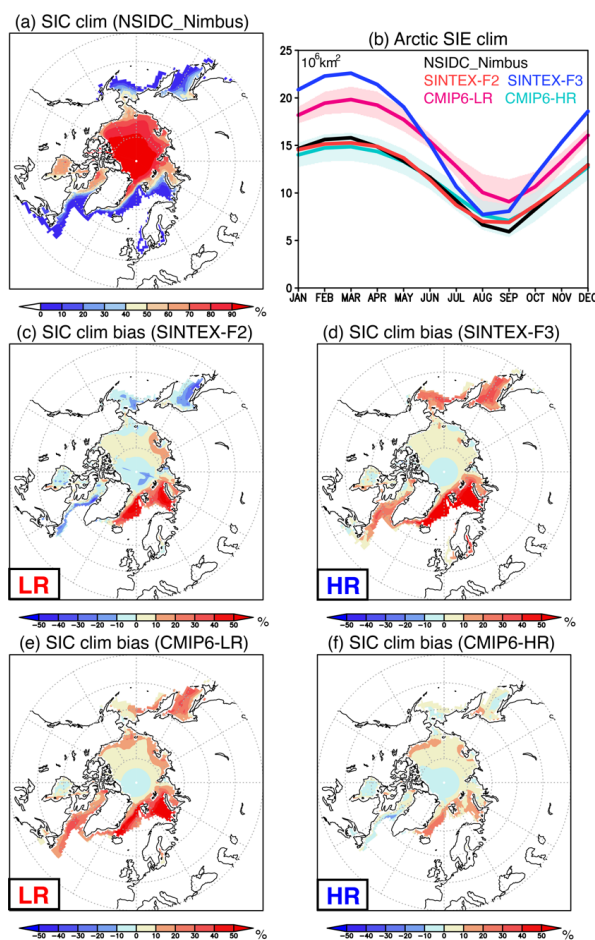 (a) SIC clim (NSIDC_Nimbus)
0 10 20 30 40 50 60 70 80 90 %
(b) Arctic SIE clim
10⁶km²
NSIDC_Nimbus
SINTEX-F2 SINTEX-F3
CMIP6-LR CMIP6-HR
25
20
15
10
5
0
JAN FEB MAR APR MAY JUN JUL AUG SEP OCT NOV DEC
(c) SIC clim bias (SINTEX-F2)
LR
-50 -40 -30 -20 -10 0 10 20 30 40 50 %
(d) SIC clim bias (SINTEX-F3)
HR
-50 -40 -30 -20 -10 0 10 20 30 40 50 %
(e) SIC clim bias (CMIP6-LR)
LR
-50 -40 -30 -20 -10 0 10 20 30 40 50 %
(f) SIC clim bias (CMIP6-HR)
HR
-50 -40 -30 -20 -10 0 10 20 30 40 50 %